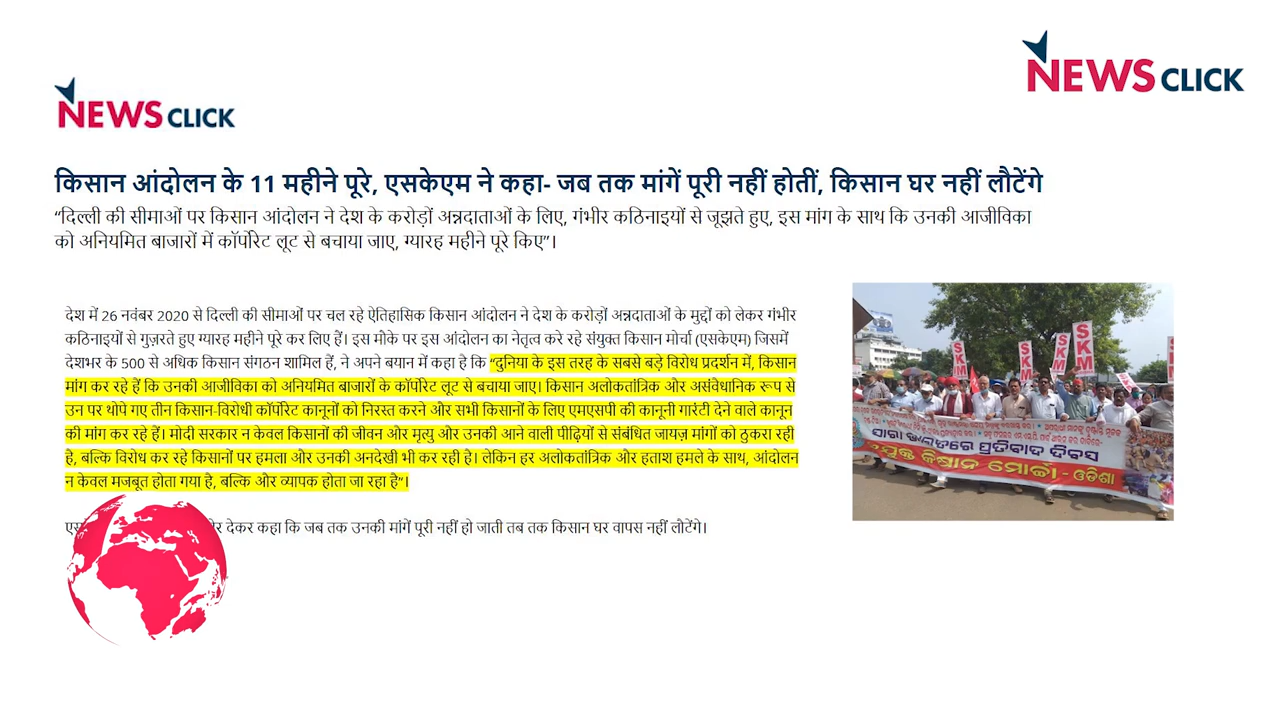 NEWS CLICK
NEWS CLICK
किसान आंदोलन के 11 महीने पूरे, एसकेएम ने कहा- जब तक मांगें पूरी नहीं होतीं, किसान घर नहीं लौटेंगे
“दिल्ली की सीमाओं पर किसान आंदोलन ने देश के करोड़ों अन्नदाताओं के लिए, गंभीर कठिनाइयों से जूझते हुए, इस मांग के साथ कि उनकी आजीविका
को अनियमित बाजारों में कॉर्पोरेट लूट से बचाया जाए, ग्यारह महीने पूरे किए”।
देश में 26 नवंबर 2020 से दिल्ली की सीमाओं पर चल रहे ऐतिहासिक किसान आंदोलन ने देश के करोड़ों अन्नदाताओं के मुद्दों को लेकर गंभीर
कठिनाइयों से गुज़रते हुए ग्यारह महीने पूरे कर लिए हैं। इस मौके पर इस आंदोलन का नेतृत्व कर रहे संयुक्त किसान मोर्चा (एसकेएम) जिसमें
देशभर के 500 से अधिक किसान संगठन शामिल हैं, ने अपने बयान में कहा है कि “दुनिया के इस तरह के सबसे बड़े विरोध प्रदर्शन में, किसान
मांग कर रहे हैं कि उनकी आजीविका को अनियमित बाजारों के कॉर्पोरेट लूट से बचाया जाए। किसान अलोकतांत्रिक और असंवैधानिक रूप से
उन पर थोपे गए तीन किसान-विरोधी कॉर्पोरेट कानूनों को निरस्त करने और सभी किसानों के लिए एमएसपी की कानूनी गारंटी देने वाले कानून
की मांग कर रहे हैं। मोदी सरकार न केवल किसानों की जीवन और मृत्यु और उनकी आने वाली पीढ़ियों से संबंधित जायज़ मांगों को ठुकरा रही
है, बल्कि विरोध कर रहे किसानों पर हमला और उनकी अनदेखी भी कर रही है। लेकिन हर अलोकतांत्रिक और हताश हमले के साथ, आंदोलन
न केवल मजबूत होता गया है, बल्कि और व्यापक होता जा रहा है”।
देकर कहा कि जब तक उनकी मांगें पूरी नहीं हो जाती तब तक किसान घर वापस नहीं लौटेंगे।
SKM
SKM
SKM
SKM
ସାରା ଭାରତରେ ପ୍ରତିବାଦ ଦିବସ
କିଷାନ ମୋର୍ଚ୍ଚା - ଓଡିଶା